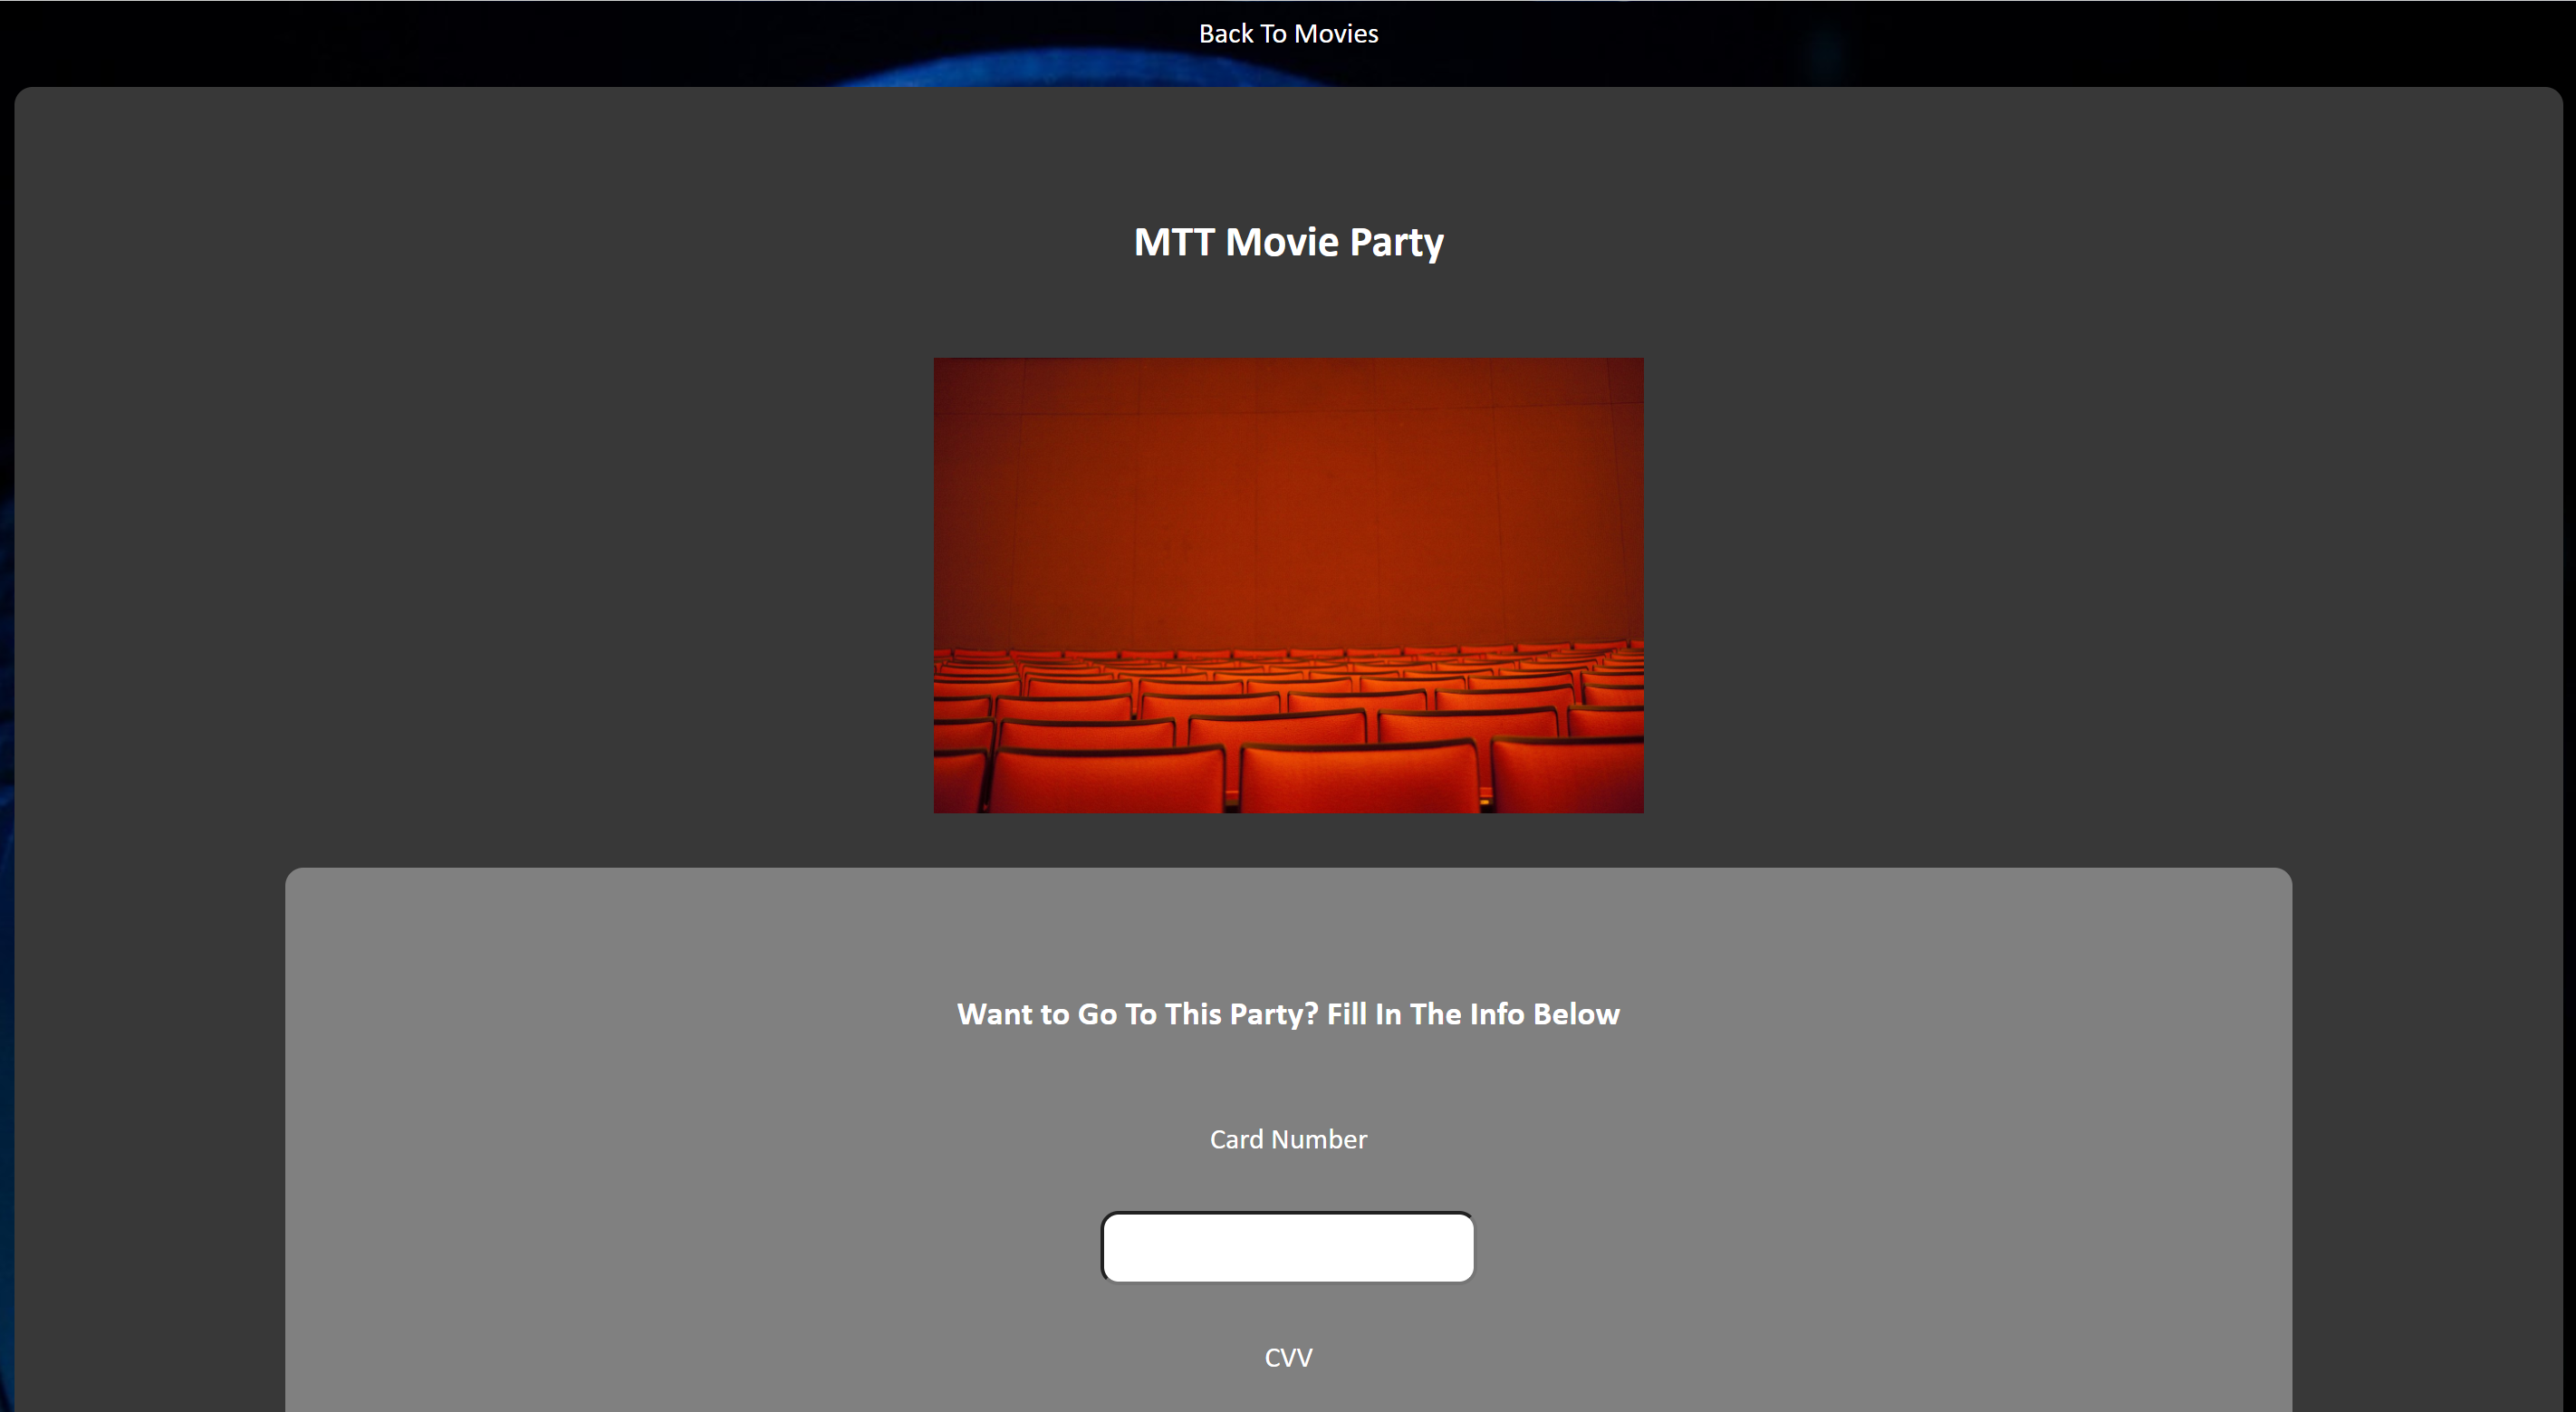 Back To Movies
MTT Movie Party
Want to Go To This Party? Fill In The Info Below
Card Number
CVV